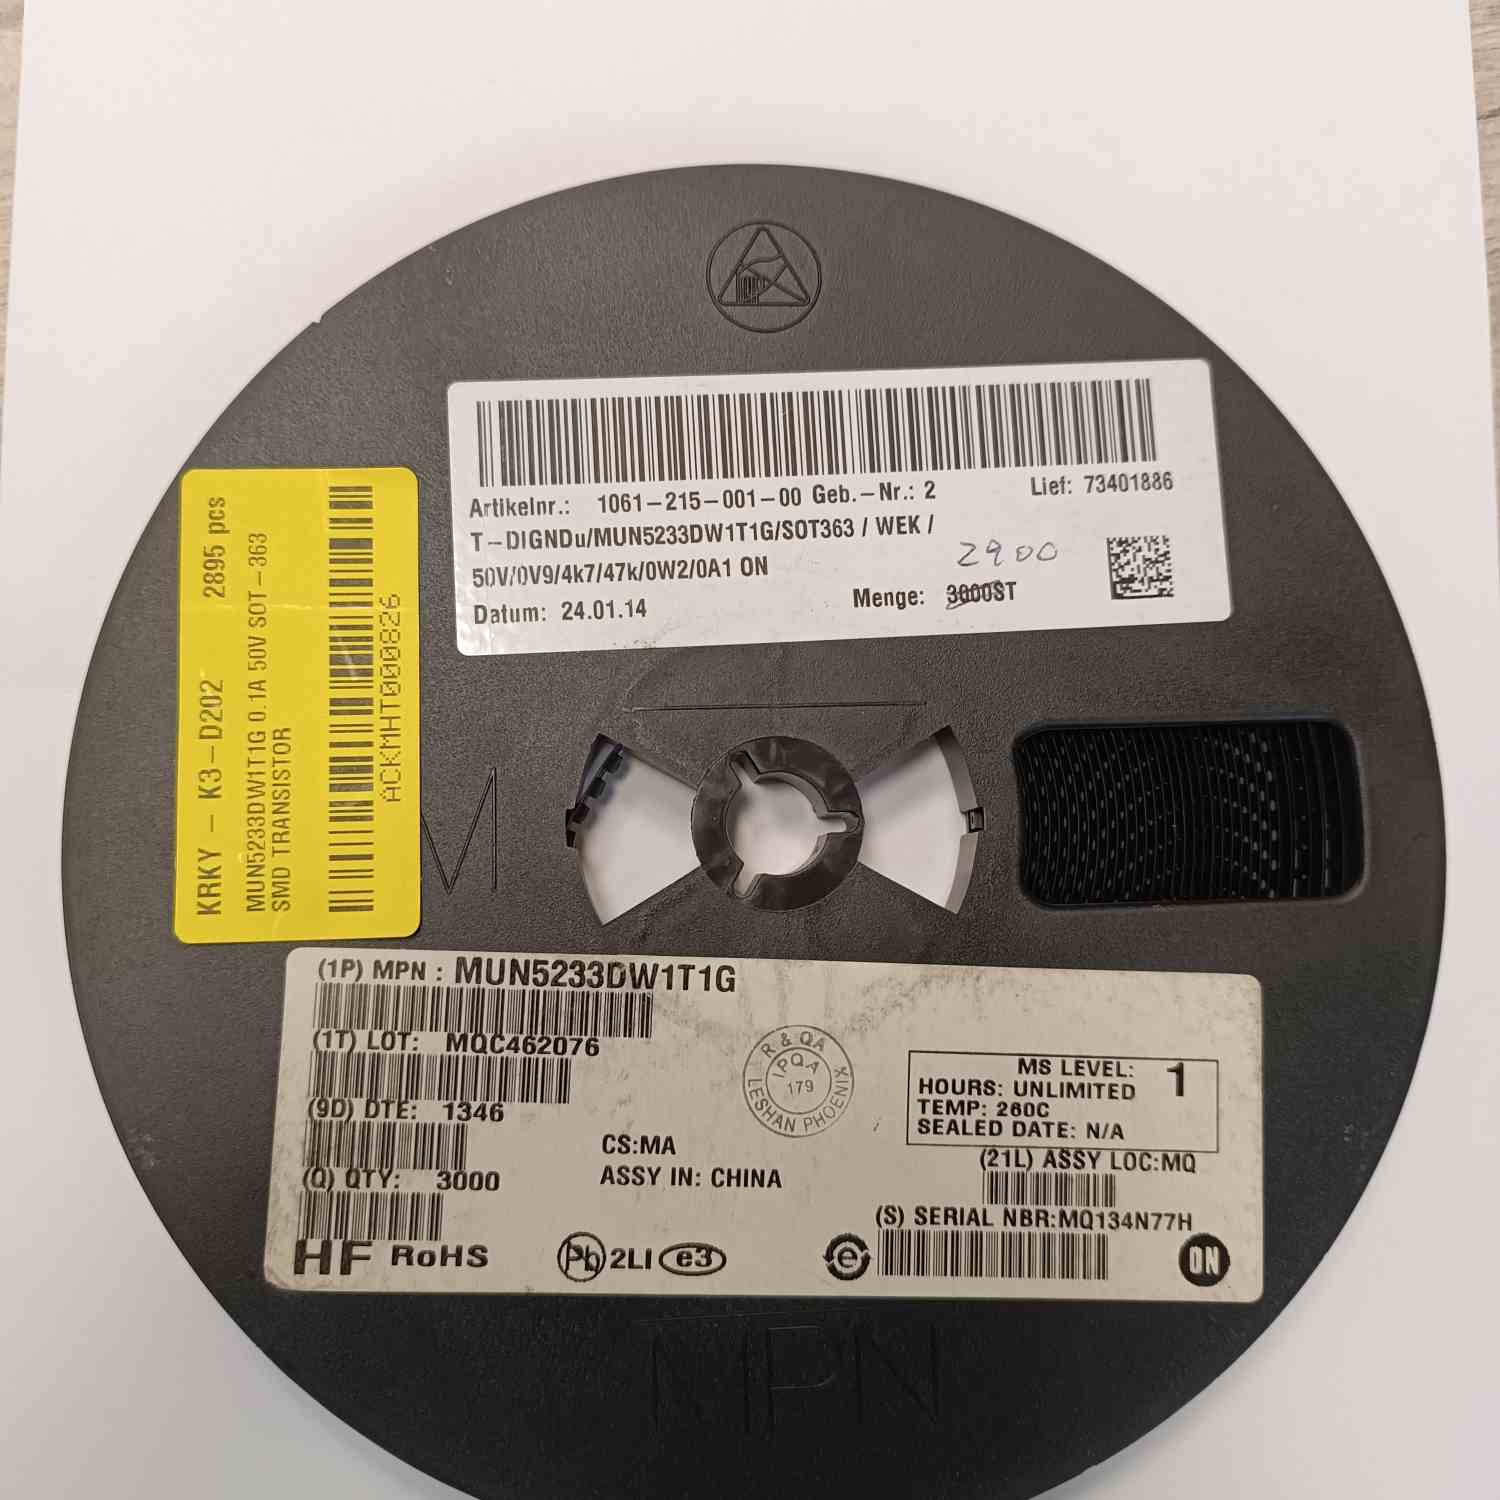 Artikelnr.: 1061-215-001-00 Geb.-Nr.: 2 Lief: 73401886
T-DIGNDu/MUN5233DW1T1G/SOT363 / WEK /
2900
50V/0V9/4k7/47k/0W2/0A1 ON
Datum: 24.01.14 Menge: 3000ST
KRKY - K3-D202 2895 pcs
MUN5233DW1T1G 0.1A 50V SOT-363
SMD TRANSISTOR
ACKMHT000826
(1P) MPN : MUN5233DW1T1G
(1T) LOT: MQC462076
(9D) DTE: 1346
(Q) QTY: 3000
HF RoHS
CS:MA
ASSY IN: CHINA
Pb 2LI e3
R & QA
IPQA
179
LESHAN PHOENIX
MS LEVEL: 1
HOURS: UNLIMITED
TEMP: 260C
SEALED DATE: N/A
(21L) ASSY LOC:MQ
(S) SERIAL NBR:MQ134N77H
e
ON
MPN